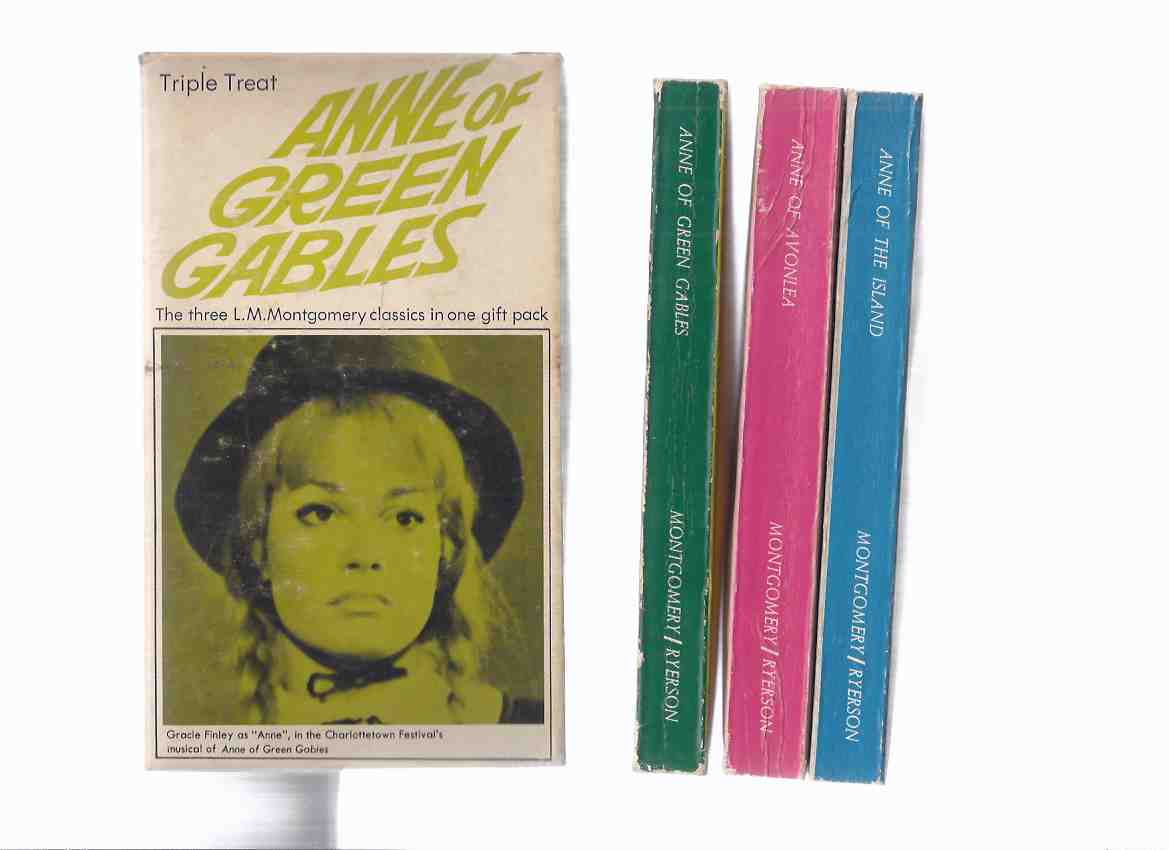 Triple Treat
ANNE OF
GREEN
GABLES
The three L.M.Montgomery classics in one gift pack
Gracie Finley as "Anne", in the Charlottetown Festival's
musical of Anne of Green Gables
ANNE OF GREEN GABLES MONTGOMERY/RYERSON
ANNE OF AVONLEA MONTGOMERY/RYERSON
ANNE OF THE ISLAND MONTGOMERY/RYERSON